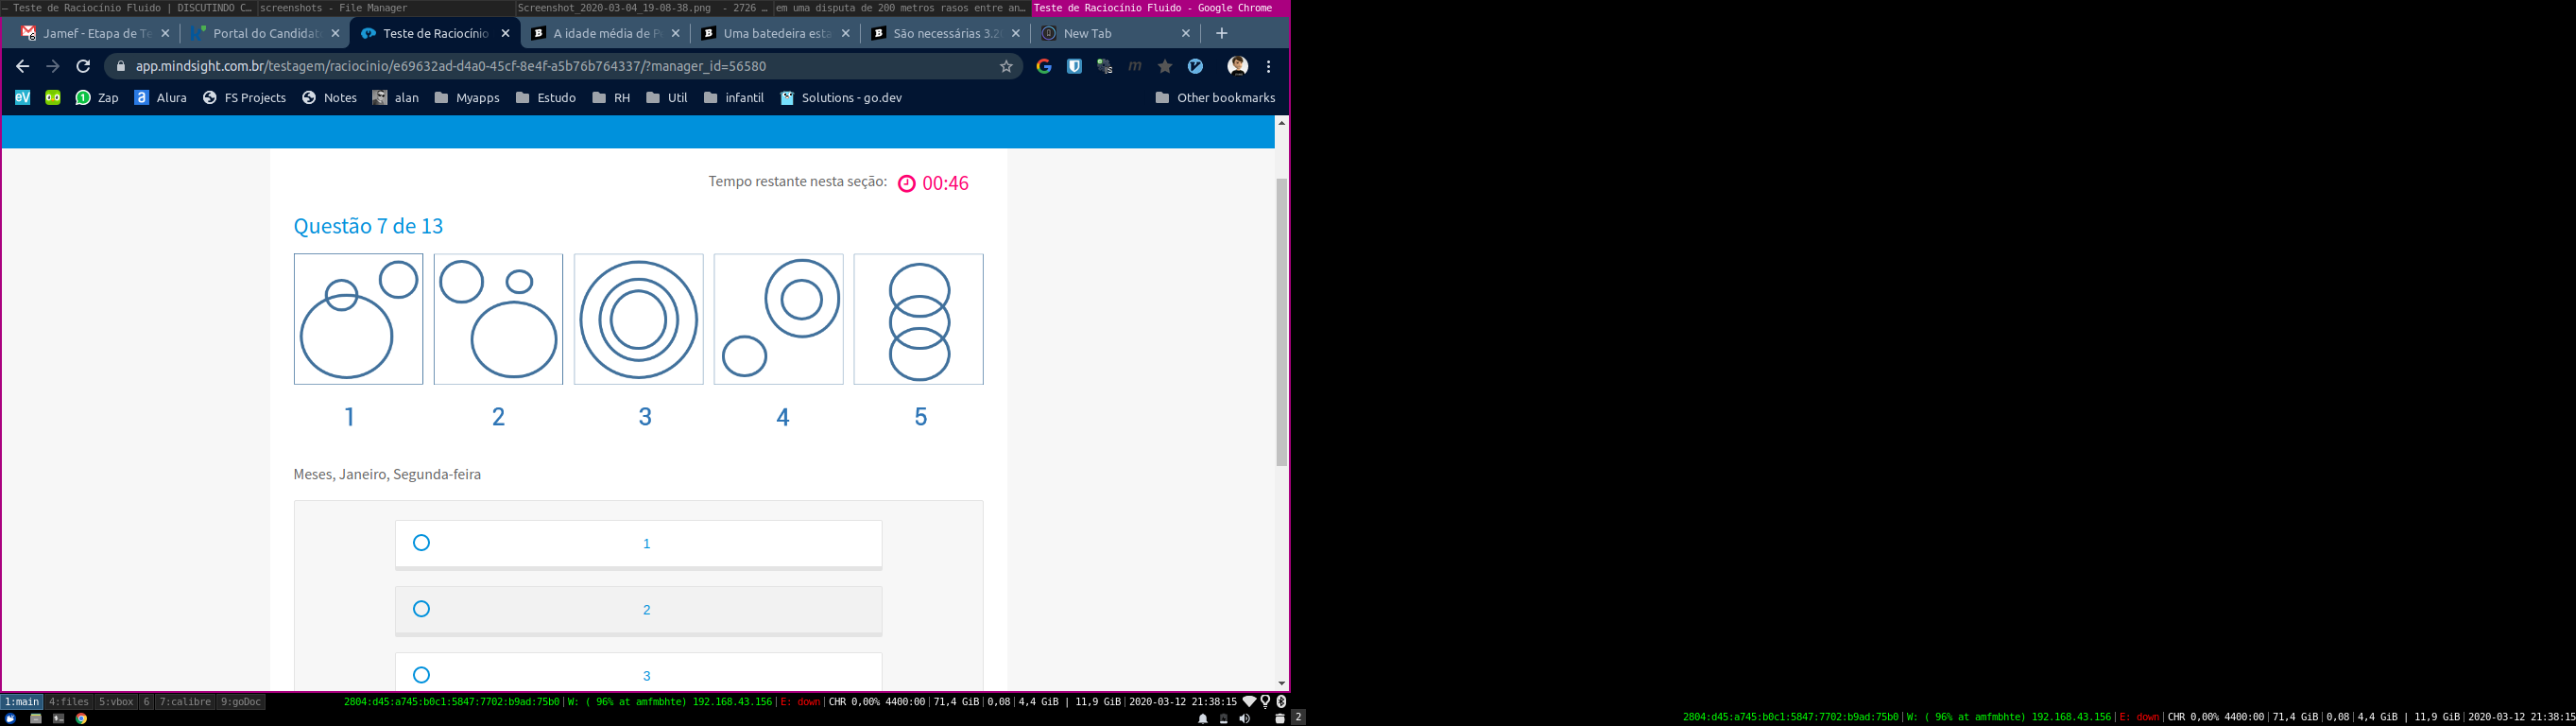 — Teste de Raciocínio Fluido | DISCUTINDO C… screenshots - File Manager Screenshot_2020-03-04_19-08-38.png - 2726 … em uma disputa de 200 metros rasos entre an… Teste de Raciocínio Fluido - Google Chrome
Jamef - Etapa de Te Portal do Candidat Teste de Raciocínio A idade média de P Uma batedeira esta São necessárias 3.2 New Tab
app.mindsight.com.br/testagem/raciocinio/e69632ad-d4a0-45cf-8e4f-a5b76b764337/?manager_id=56580
Zap Alura FS Projects Notes alan Myapps Estudo RH Util infantil Solutions - go.dev Other bookmarks
Tempo restante nesta seção: 00:46
Questão 7 de 13
1 2 3 4 5
Meses, Janeiro, Segunda-feira
1
2
3
1:main 4:files 5:vbox 6 7:calibre 9:goDoc 2804:d45:a745:b0c1:5847:7702:b9ad:75b0 | W: ( 96% at amfmbhte) 192.168.43.156 | E: down | CHR 0,00% 4400:00 | 71,4 GiB | 0,08 | 4,4 GiB | 11,9 GiB | 2020-03-12 21:38:15
2
2804:d45:a745:b0c1:5847:7702:b9ad:75b0 | W: ( 96% at amfmbhte) 192.168.43.156 | E: down | CHR 0,00% 4400:00 | 71,4 GiB | 0,08 | 4,4 GiB | 11,9 GiB | 2020-03-12 21:38:1